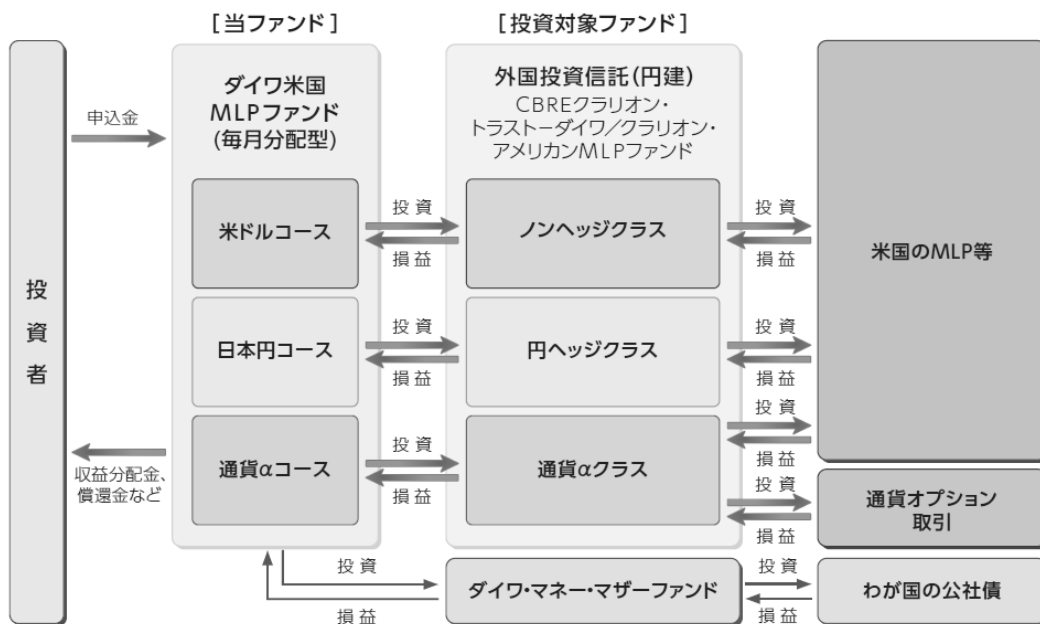 [当ファンド]
[投資対象ファンド]
投資者
申込金
収益分配金、
償還金など
ダイワ米国
MLPファンド
(毎月分配型)
外国投資信託(円建)
CBREクラリオン・
トラスト－ダイワ／クラリオン・
アメリカンMLPファンド
米ドルコース
投資
損益
ノンヘッジクラス
投資
損益
米国のMLP等
日本円コース
投資
損益
円ヘッジクラス
投資
損益
通貨αコース
投資
損益
通貨αクラス
投資
損益
投資
損益
通貨オプション
取引
投資
損益
ダイワ・マネー・マザーファンド
投資
損益
わが国の公社債